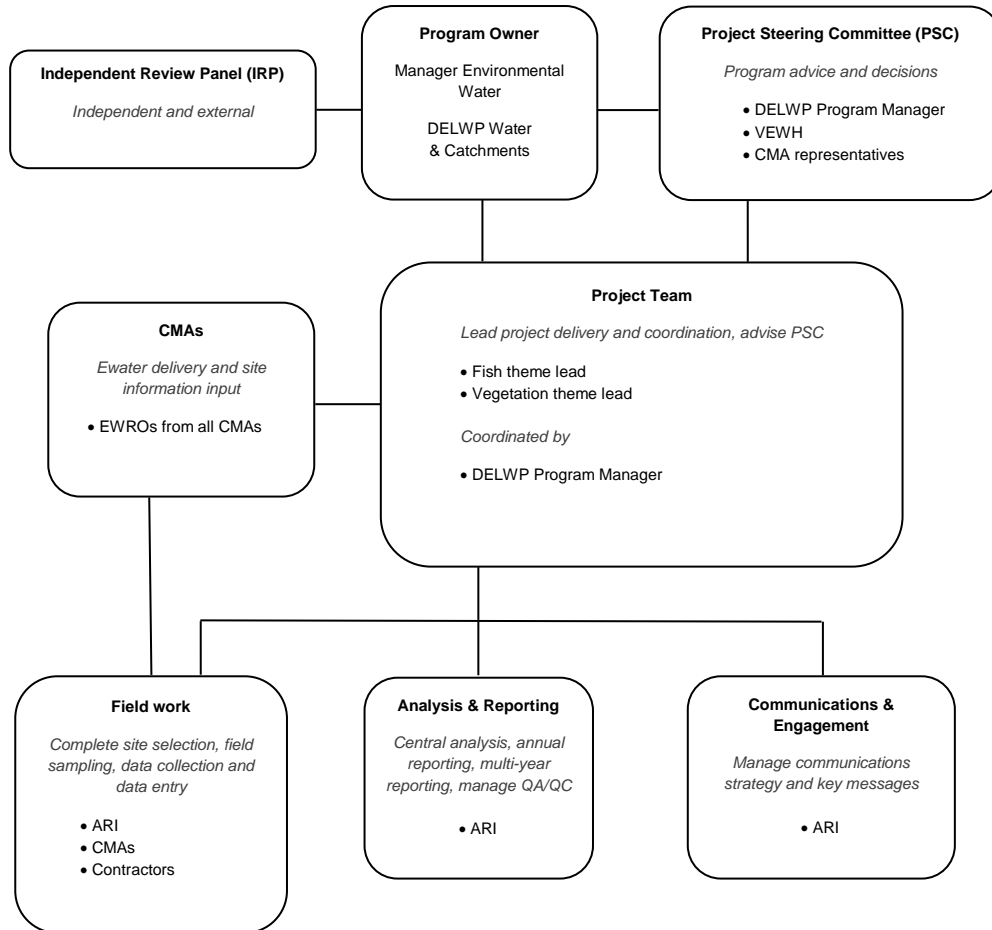 Independent Review Panel (IRP)
Independent and external
Program Owner
Manager Environmental
Water
DELWP Water
& Catchments
Project Steering Committee (PSC)
Program advice and decisions
• DELWP Program Manager
• VEWH
• CMA representatives
CMAs
Ewater delivery and site
information input
• EWROs from all CMAs
Project Team
Lead project delivery and coordination, advise PSC
• Fish theme lead
• Vegetation theme lead
Coordinated by
• DELWP Program Manager
Field work
Complete site selection, field
sampling, data collection and
data entry
• ARI
• CMAs
• Contractors
Analysis & Reporting
Central analysis, annual
reporting, multi-year
reporting, manage QA/QC
• ARI
Communications &
Engagement
Manage communications
strategy and key messages
• ARI